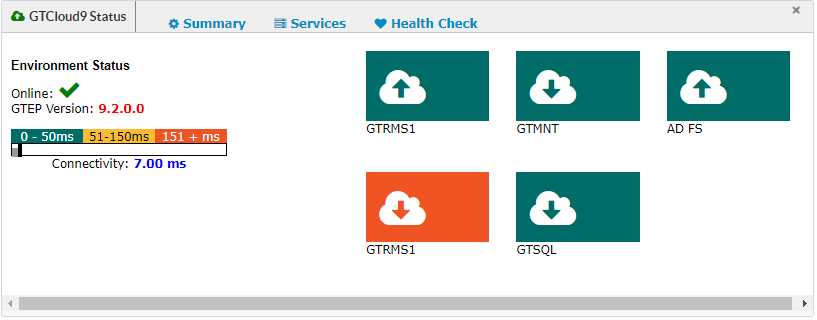 GTCloud9 Status
Summary
Services
Health Check
×
Environment Status
Online:
GTEP Version: 9.2.0.0
0 - 50ms 51-150ms 151 + ms
Connectivity: 7.00 ms
GTRMS1 GTMNT AD FS
GTRMS1 GTSQL